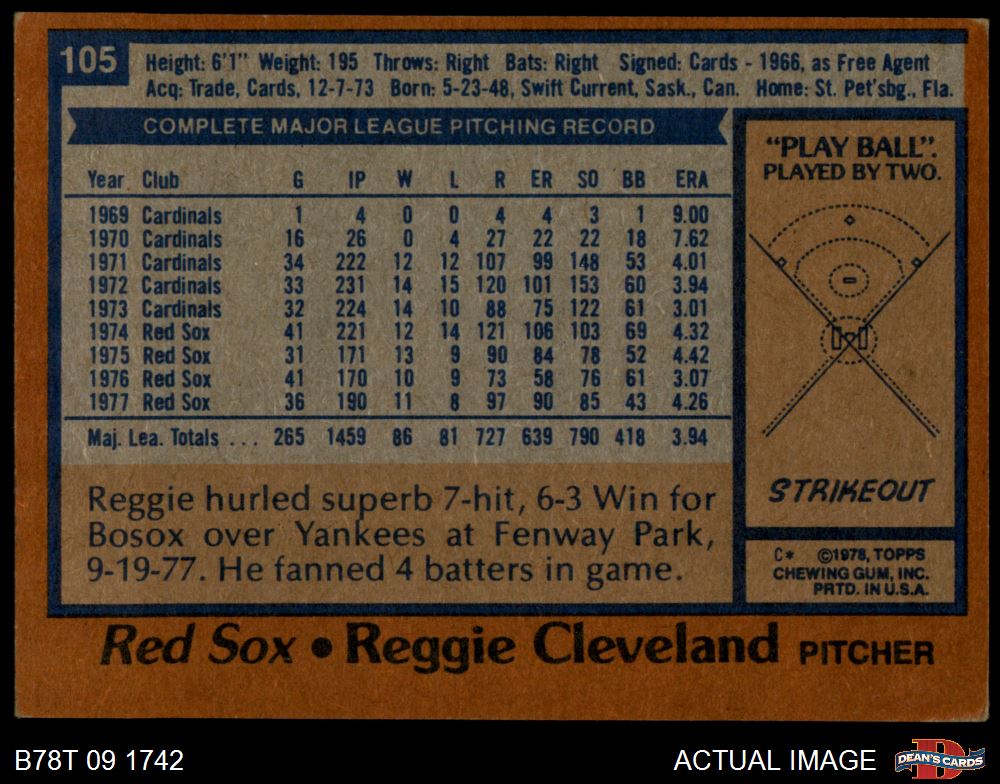 105
Height: 6'1" Weight: 195 Throws: Right Bats: Right Signed: Cards - 1966, as Free Agent
Acq: Trade, Cards, 12-7-73 Born: 5-23-48, Swift Current, Sask., Can. Home: St. Pet'sbg., Fla.
COMPLETE MAJOR LEAGUE PITCHING RECORD
Year Club G IP W L R ER SO BB ERA
1969 Cardinals 1 4 0 0 4 4 3 1 9.00
1970 Cardinals 16 26 0 4 27 22 22 18 7.62
1971 Cardinals 34 222 12 12 107 99 148 53 4.01
1972 Cardinals 33 231 14 15 120 101 153 60 3.94
1973 Cardinals 32 224 14 10 88 75 122 61 3.01
1974 Red Sox 41 221 12 14 121 106 103 69 4.32
1975 Red Sox 31 171 13 9 90 84 78 52 4.42
1976 Red Sox 41 170 10 9 73 58 76 61 3.07
1977 Red Sox 36 190 11 8 97 90 85 43 4.26
Maj. Lea. Totals ... 265 1459 86 81 727 639 790 418 3.94
Reggie hurled superb 7-hit, 6-3 Win for
Bosox over Yankees at Fenway Park,
9-19-77. He fanned 4 batters in game.
"PLAY BALL".
PLAYED BY TWO.
STRIKEOUT
C* ©1978, TOPPS
CHEWING GUM, INC.
PRTD. IN U.S.A.
Red Sox • Reggie Cleveland PITCHER
B78T 09 1742
ACTUAL IMAGE
DEAN'S CARDS